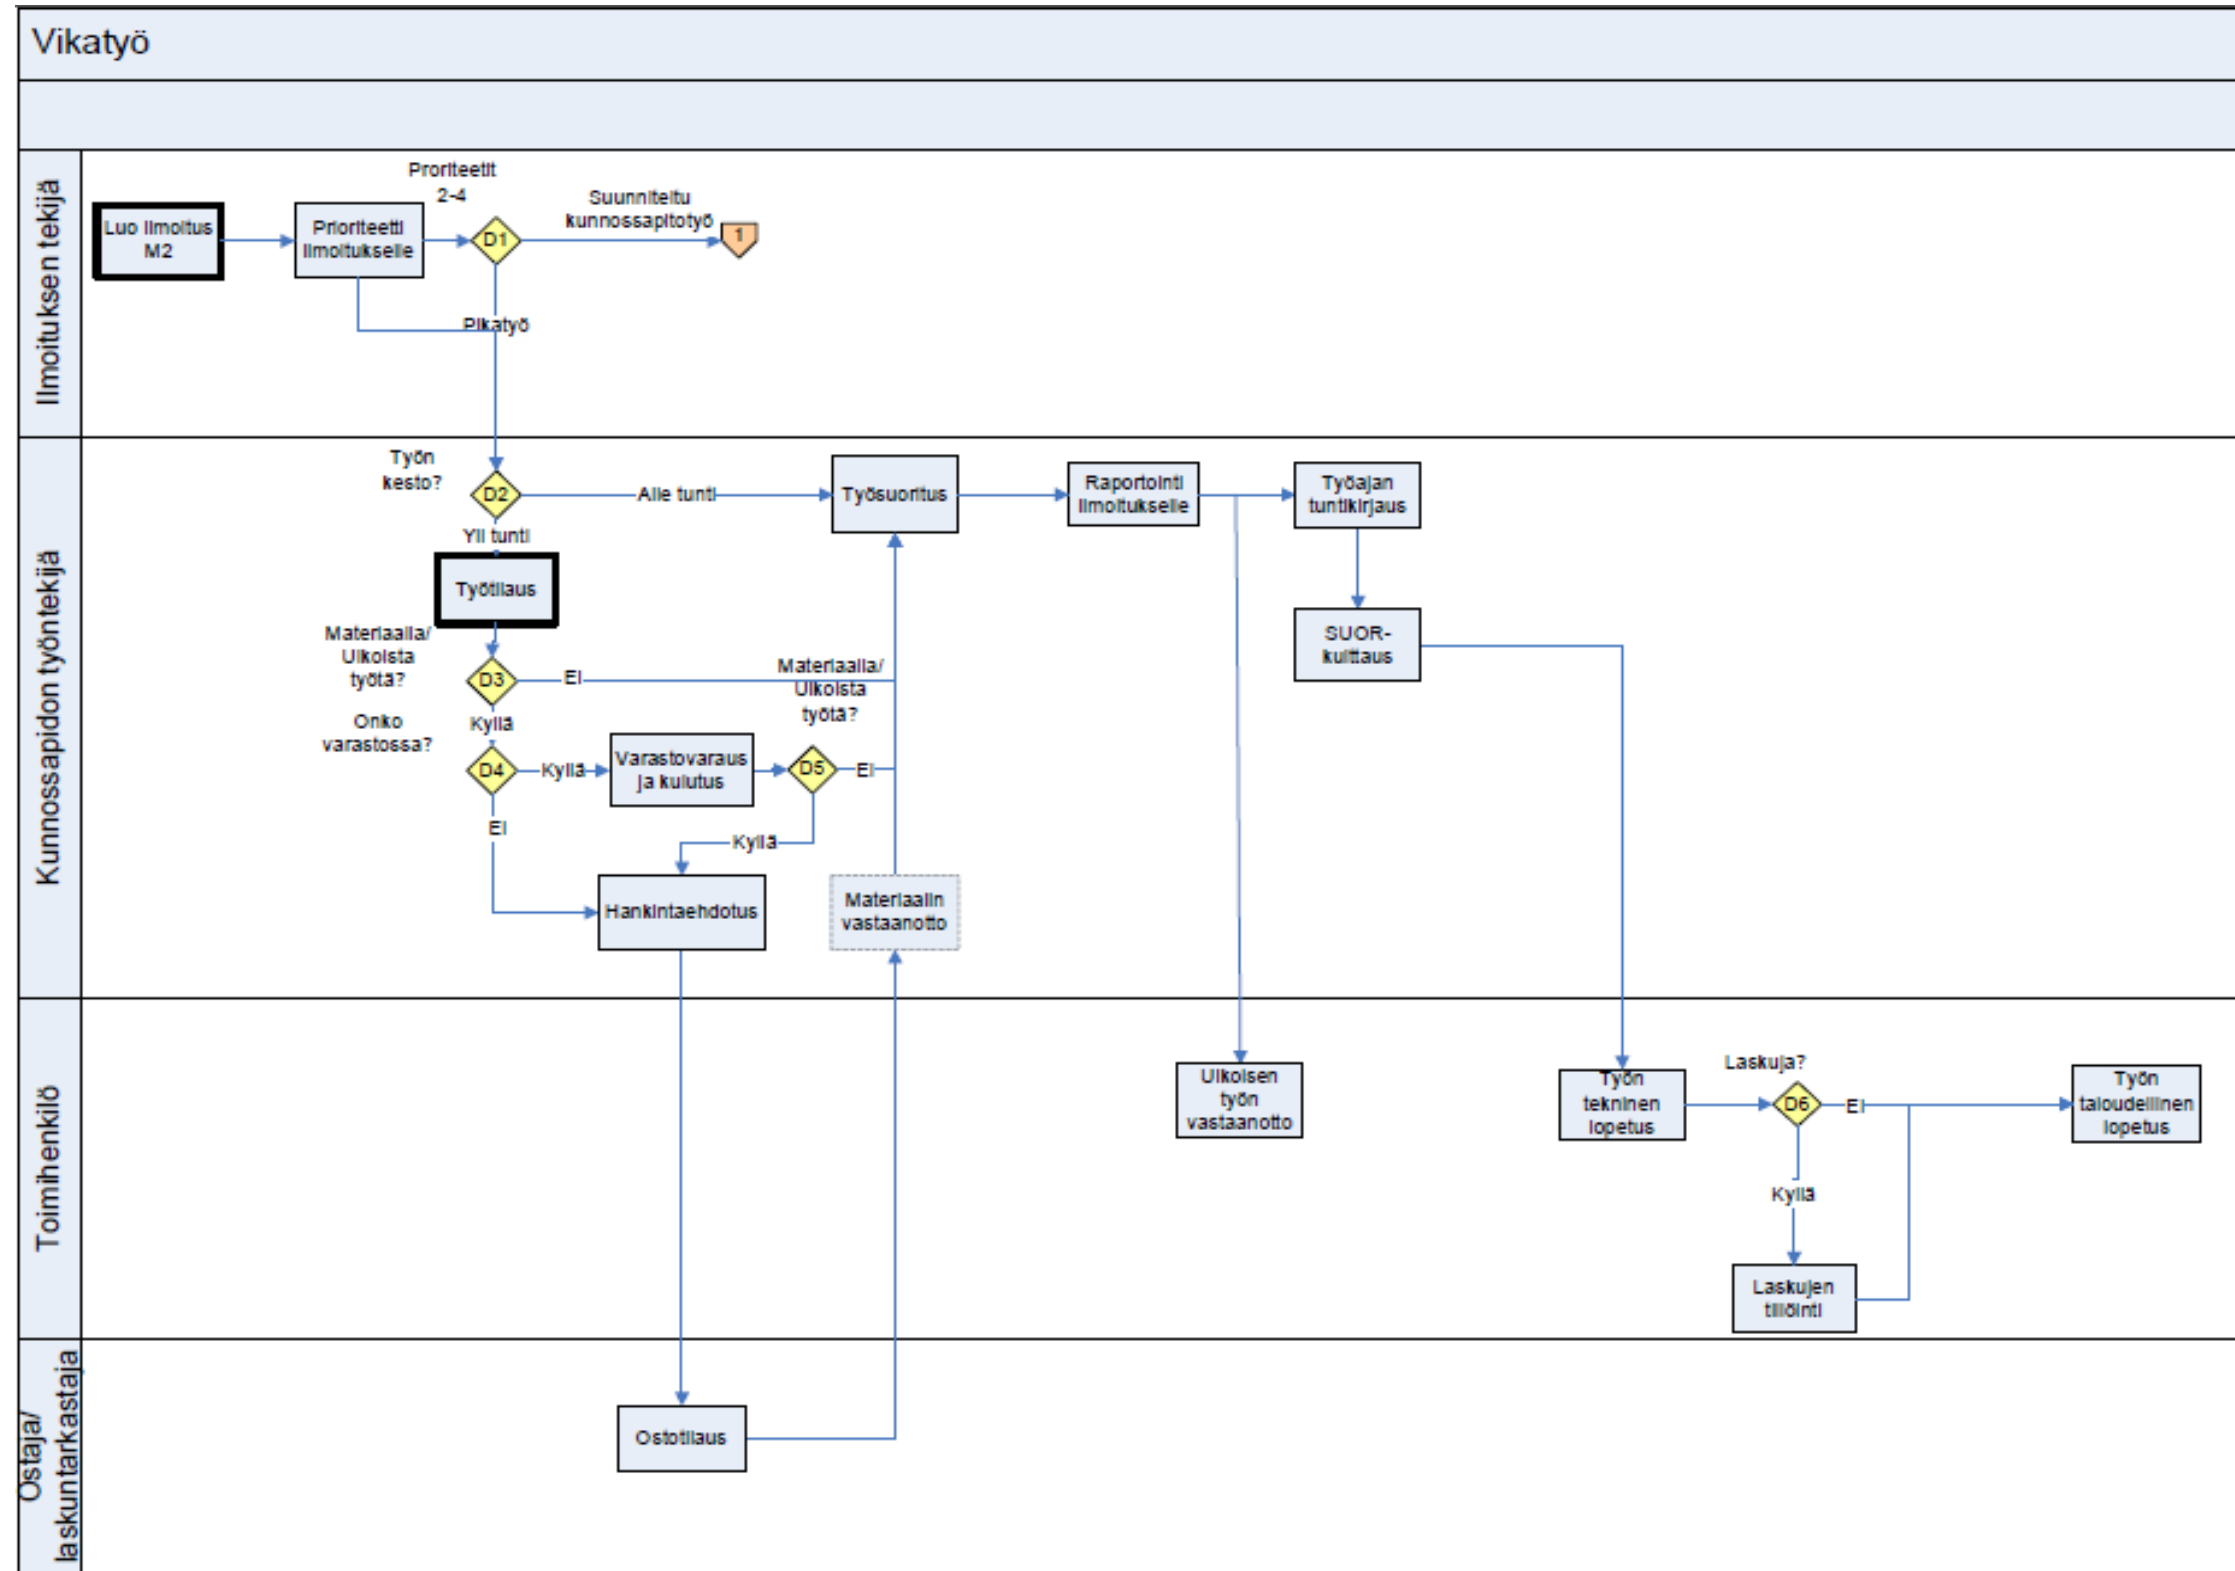 Vikatyö
Ilmoituksen tekijä
Luo ilmoitus
M2
Prioriteetti
ilmoitukselle
Proriteetit
2-4
D1
Suunniteltu
kunnossapitotyö
1
Pikatyö
Kunnossapidon työntekijä
Työn
kesto?
D2
Alle tunti
Yli tunti
Työsuoritus
Raportointi
ilmoitukselle
Työajan
tuntikirjaus
Työtilaus
SUOR-
kuittaus
Materiaalia/
Ulkoista
työtä?
D3
Ei
Materiaalia/
Ulkoista
työtä?
Kyllä
Onko
varastossa?
D4
Kyllä
Varastovaraus
ja kulutus
D5
Ei
Ei
Kyllä
Hankintaehdotus
Materiaalin
vastaanotto
Toimihenkilö
Ulkoisen
työn
vastaanotto
Työn
tekninen
lopetus
Laskuja?
D6
Ei
Työn
taloudellinen
lopetus
Kyllä
Laskujen
tiliöinti
Ostaja/
laskuntarkastaja
Ostotilaus